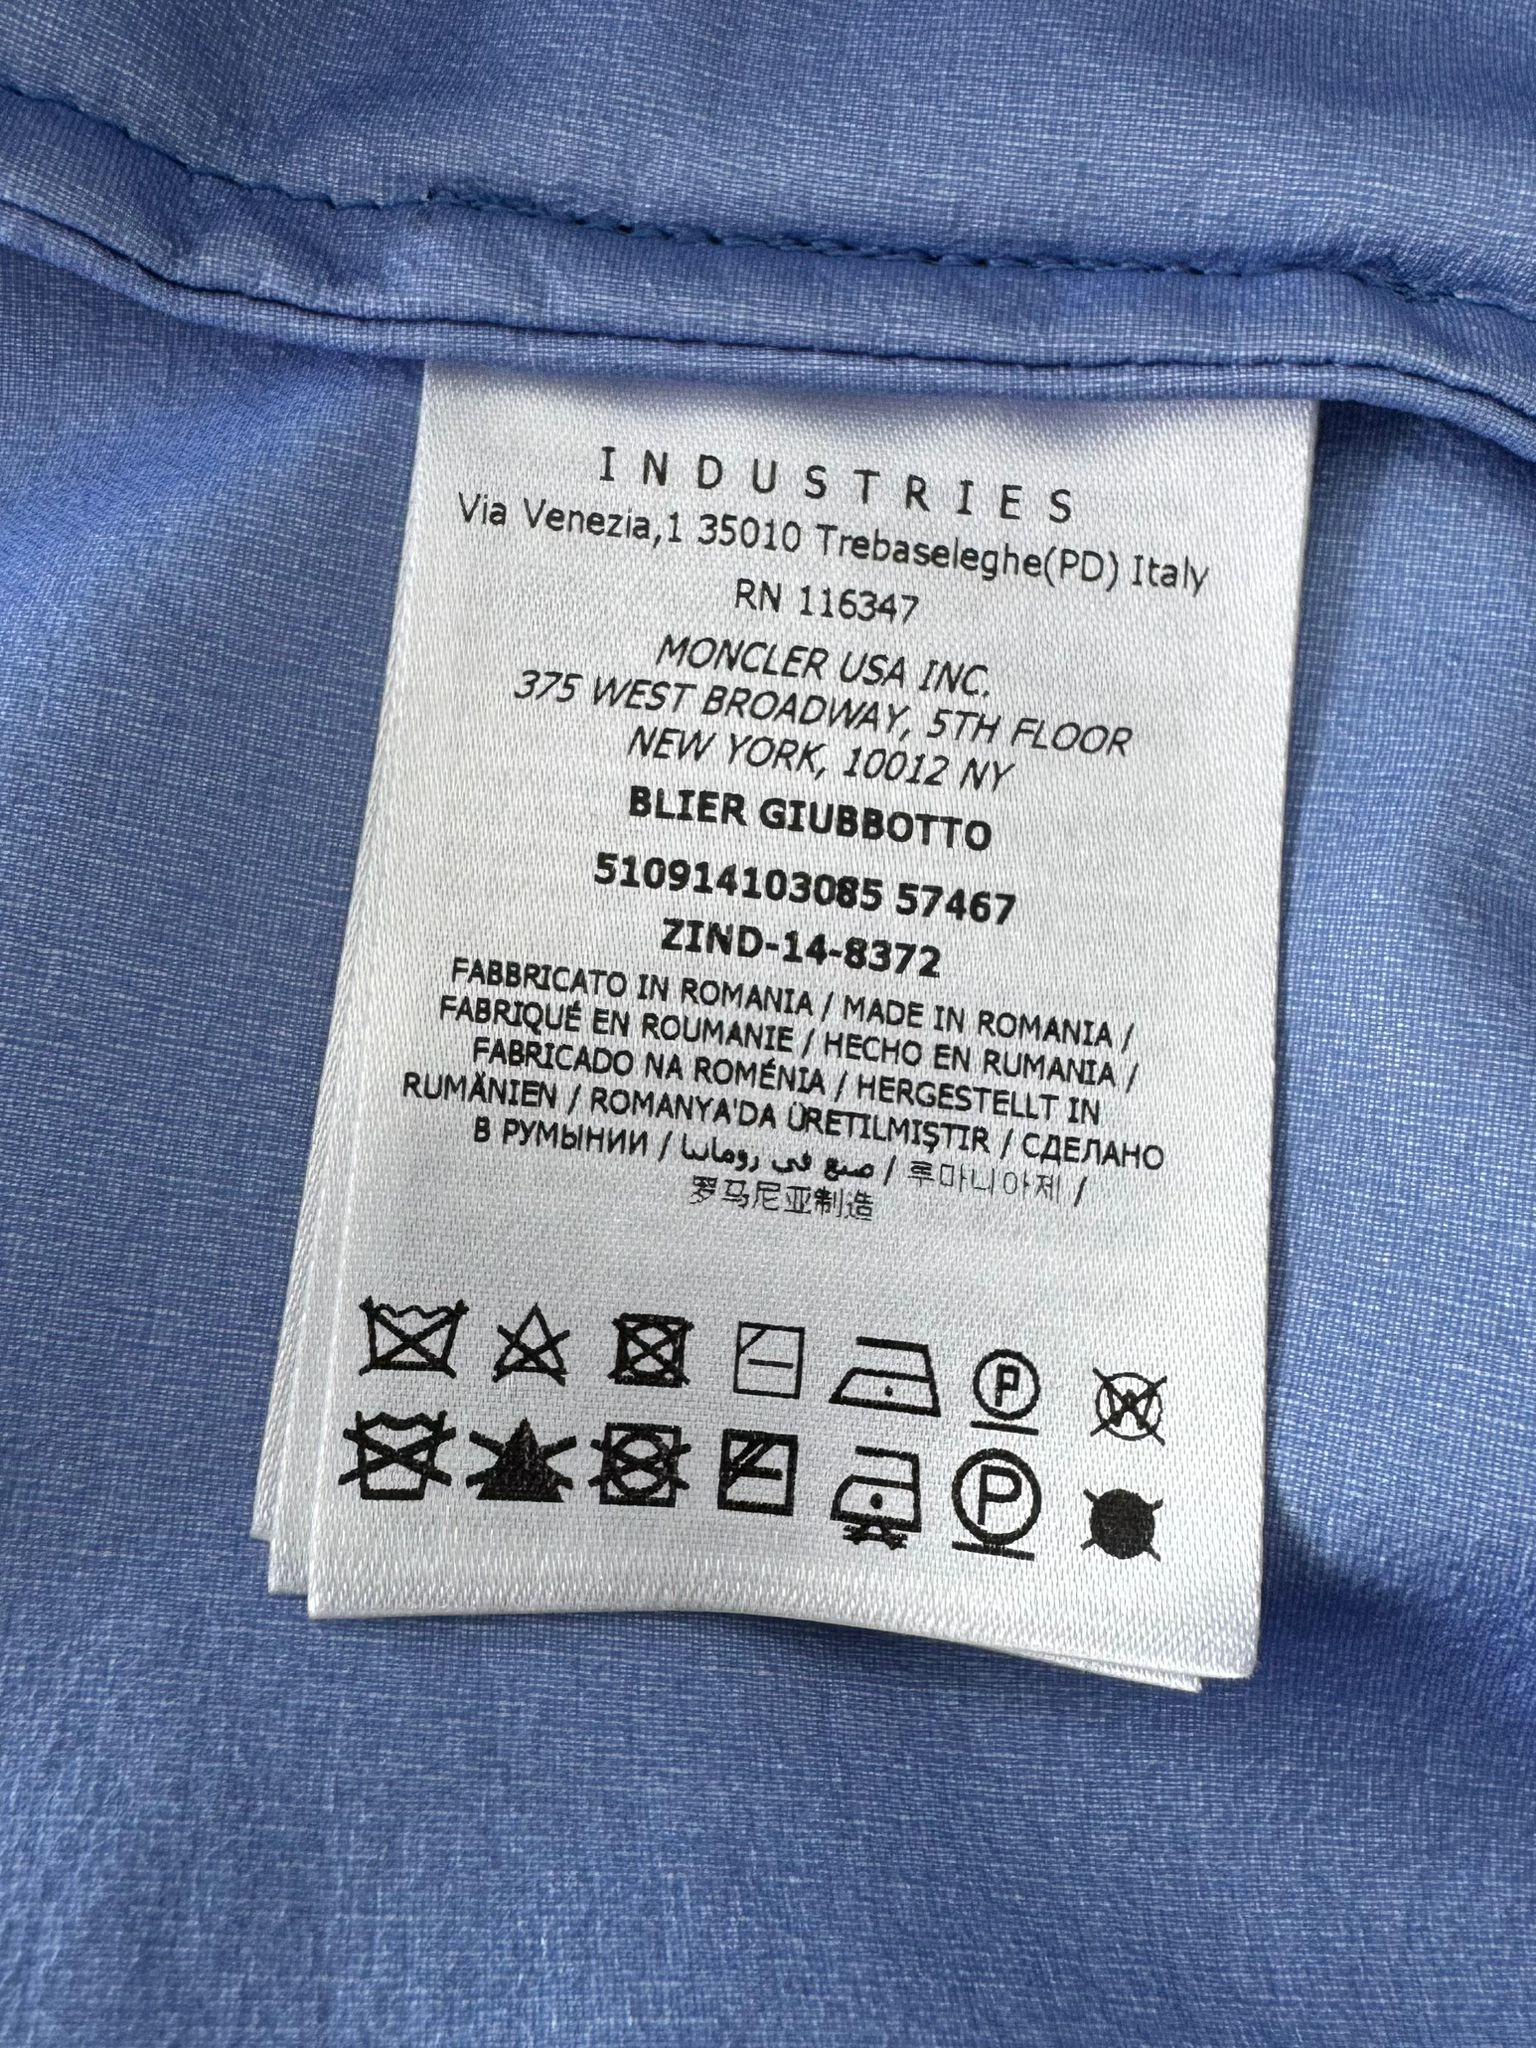 INDUSTRIES
Via Venezia,1 35010 Trebaseleghe(PD) Italy
RN 116347
MONCLER USA INC.
375 WEST BROADWAY, 5TH FLOOR
NEW YORK, 10012 NY
BLIER GIUBBOTTO
510914103085 57467
ZIND-14-8372
FABBRICATO IN ROMANIA / MADE IN ROMANIA /
FABRIQUÉ EN ROUMANIE / HECHO EN RUMANIA /
FABRICADO NA ROMÉNIA / HERGESTELLT IN
RUMÄNIEN / ROMANYA'DA ÜRETILMIŞTIR / СДЕЛАНО
В РУМЫНИИ / صنع في رومانيا / 루마니아제 /
罗马尼亚制造
P W
P